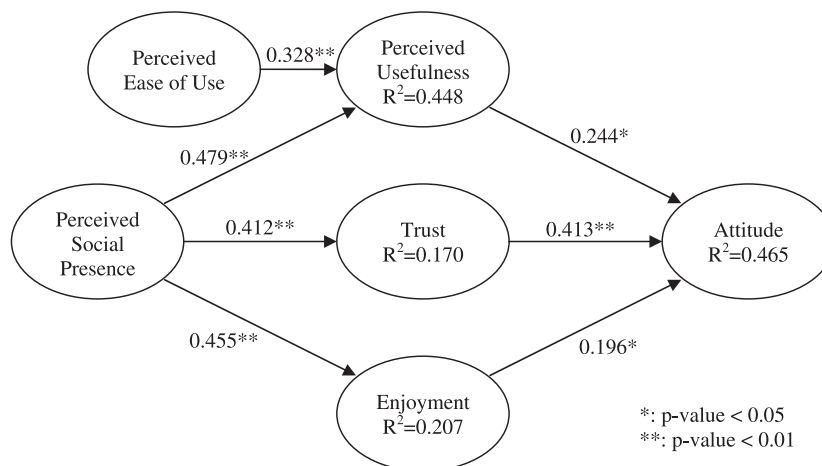 Perceived
Ease of Use
0.328**
Perceived
Usefulness
R²=0.448
0.479**
0.244*
Perceived
Social
Presence
0.412**
Trust
R²=0.170
0.413**
Attitude
R²=0.465
0.455**
0.196*
Enjoyment
R²=0.207
*: p-value < 0.05
**: p-value < 0.01